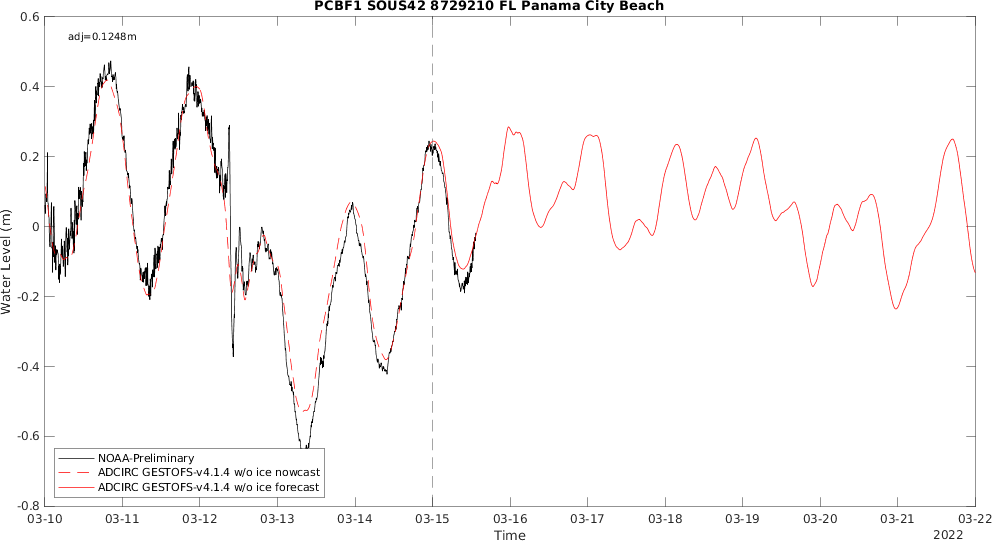 PCBF1 SOUS42 8729210 FL Panama City Beach
adj=0.1248m
0.6
0.4
0.2
0
-0.2
-0.4
-0.6
-0.8
Water Level (m)
NOAA-Preliminary
ADCIRC GESTOFS-v4.1.4 w/o ice nowcast
ADCIRC GESTOFS-v4.1.4 w/o ice forecast
03-10 03-11 03-12 03-13 03-14 03-15 03-16 03-17 03-18 03-19 03-20 03-21 03-22
Time
2022